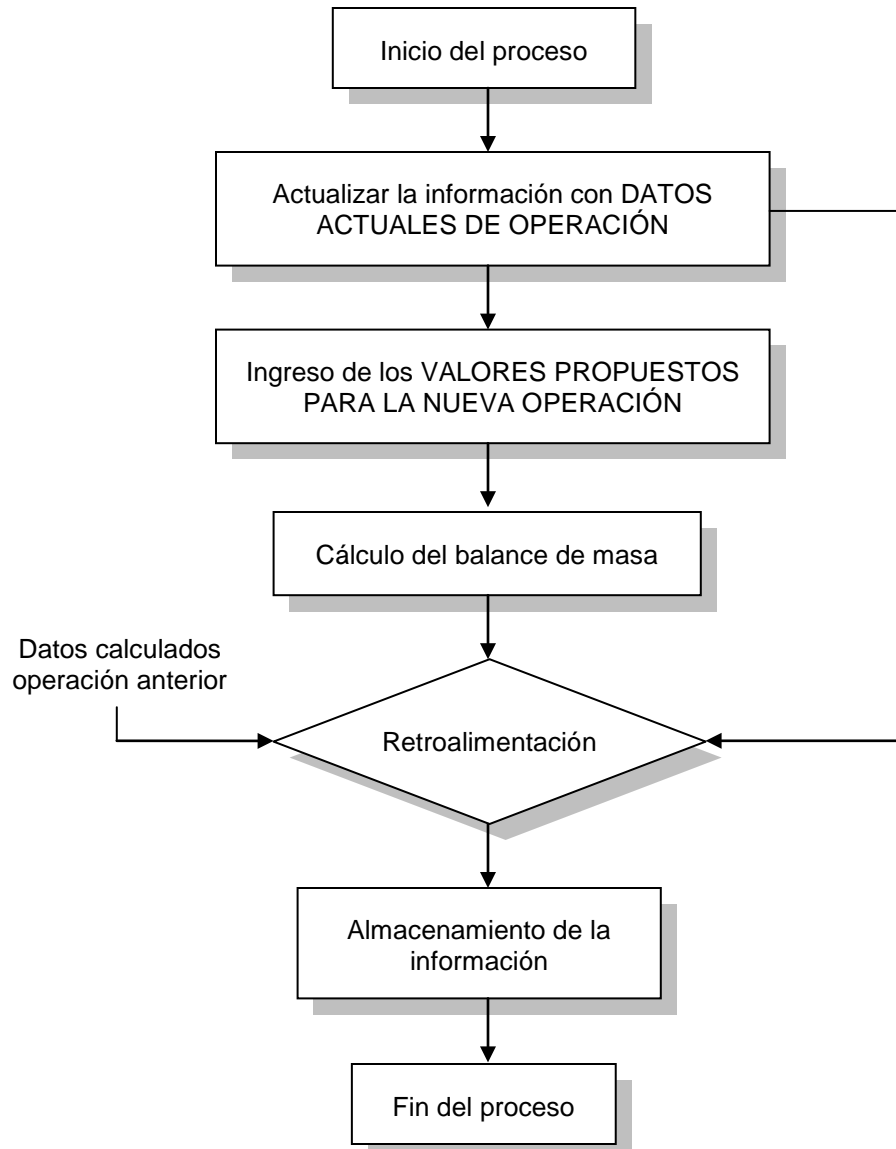 Inicio del proceso
Actualizar la información con DATOS
ACTUALES DE OPERACIÓN
Ingreso de los VALORES PROPUESTOS
PARA LA NUEVA OPERACIÓN
Cálculo del balance de masa
Datos calculados
operación anterior
Retroalimentación
Almacenamiento de la
información
Fin del proceso